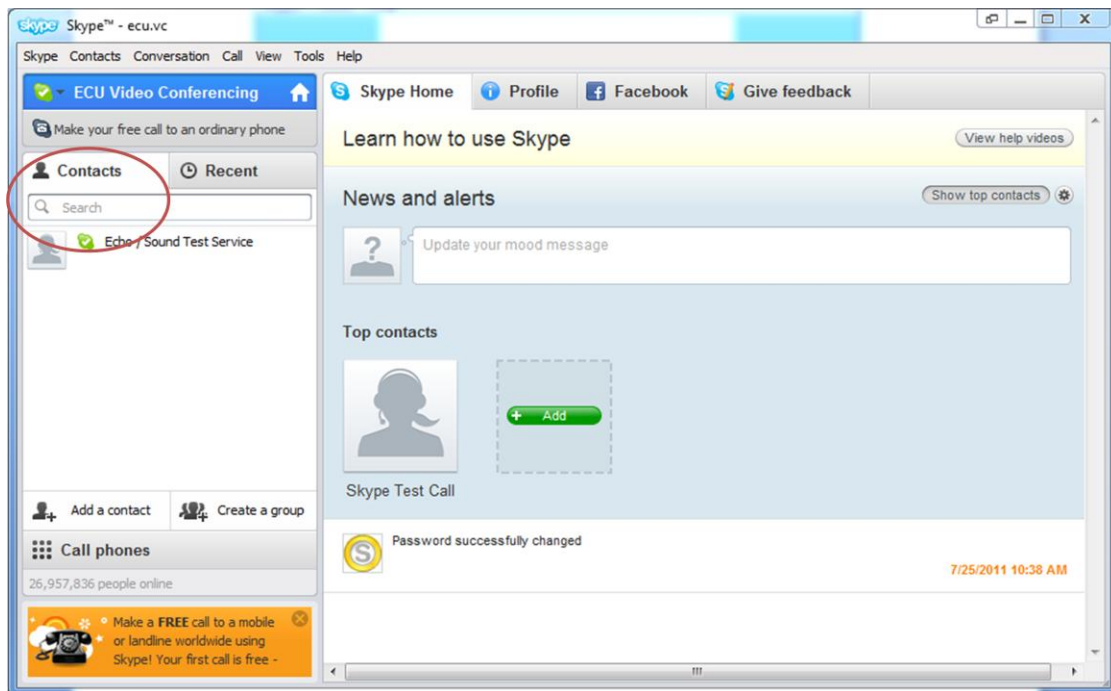 skype Skype™ - ecu.vc
Skype Contacts Conversation Call View Tools Help
ECU Video Conferencing
Make your free call to an ordinary phone
Contacts
Recent
Search
Echo / Sound Test Service
Add a contact
Create a group
Call phones
26,957,836 people online
Make a FREE call to a mobile
or landline worldwide using
Skype! Your first call is free -
Skype Home
Profile
Facebook
Give feedback
Learn how to use Skype
View help videos
News and alerts
Show top contacts
Update your mood message
Top contacts
Add
Skype Test Call
Password successfully changed
7/25/2011 10:38 AM